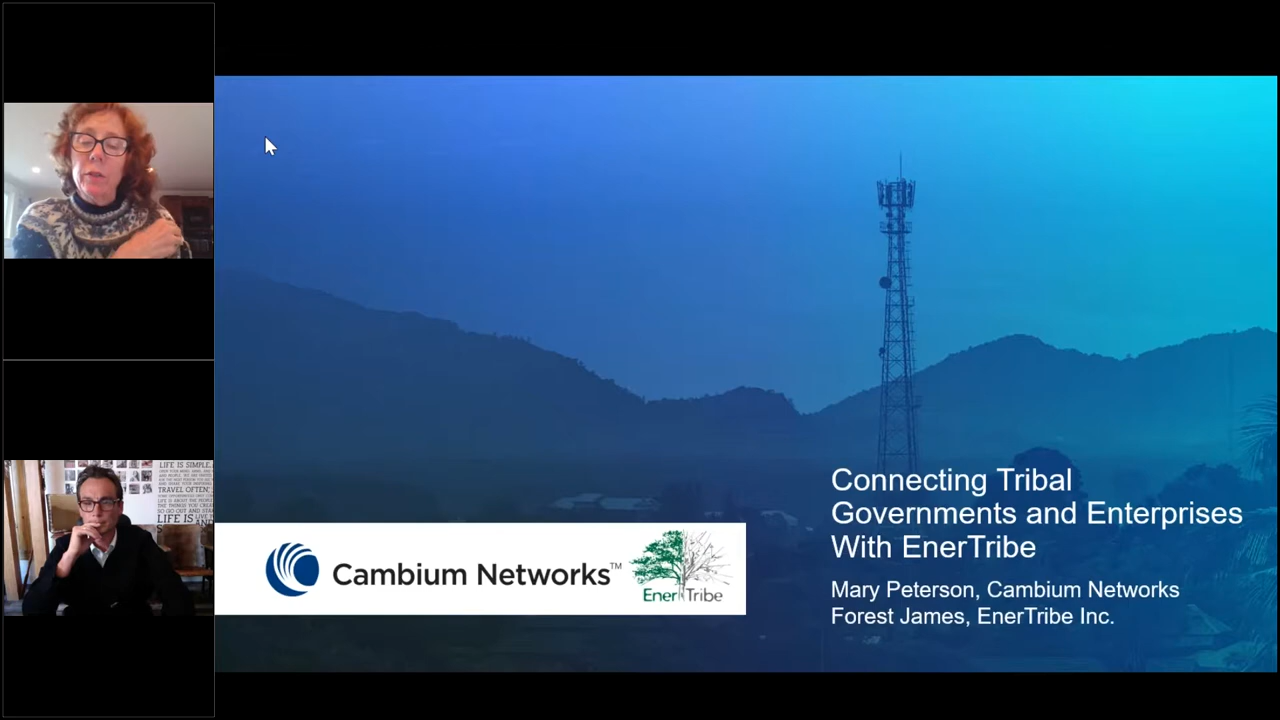 LIFE IS SIMPLE.
TRAVEL OFTEN.
LIFE IS
Connecting Tribal
Governments and Enterprises
With EnerTribe
Cambium Networks™
EnerTribe
Mary Peterson, Cambium Networks
Forest James, EnerTribe Inc.